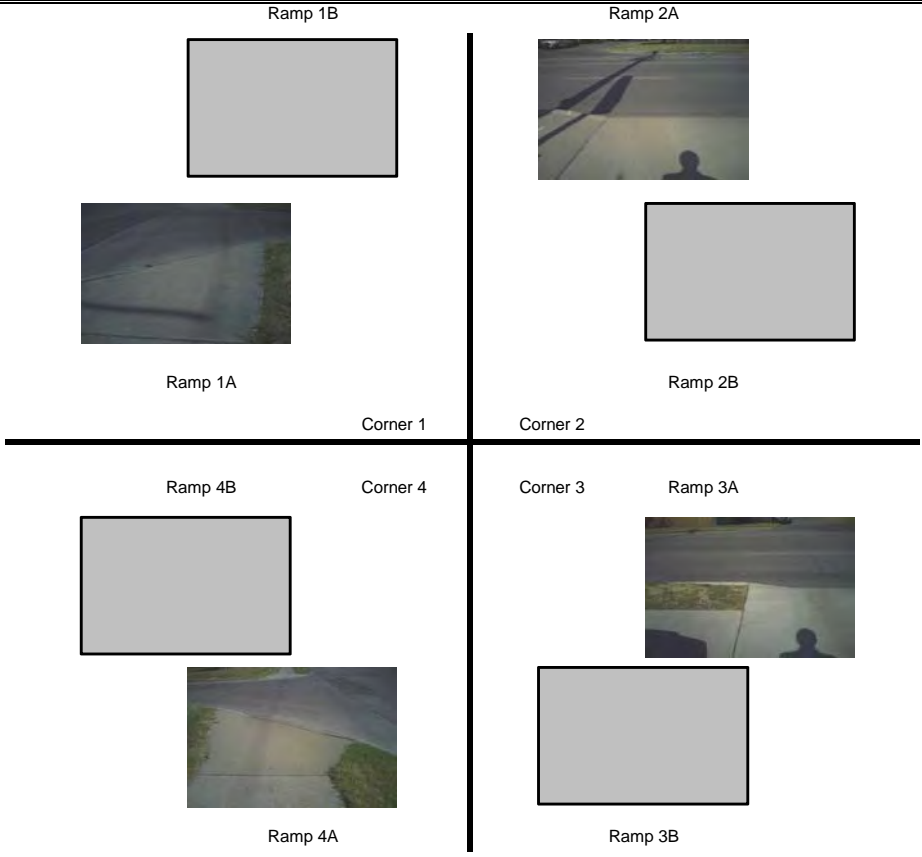 Ramp 1B Ramp 2A
Ramp 1A Ramp 2B
Corner 1 Corner 2
Ramp 4B Corner 4 Corner 3 Ramp 3A
Ramp 4A Ramp 3B